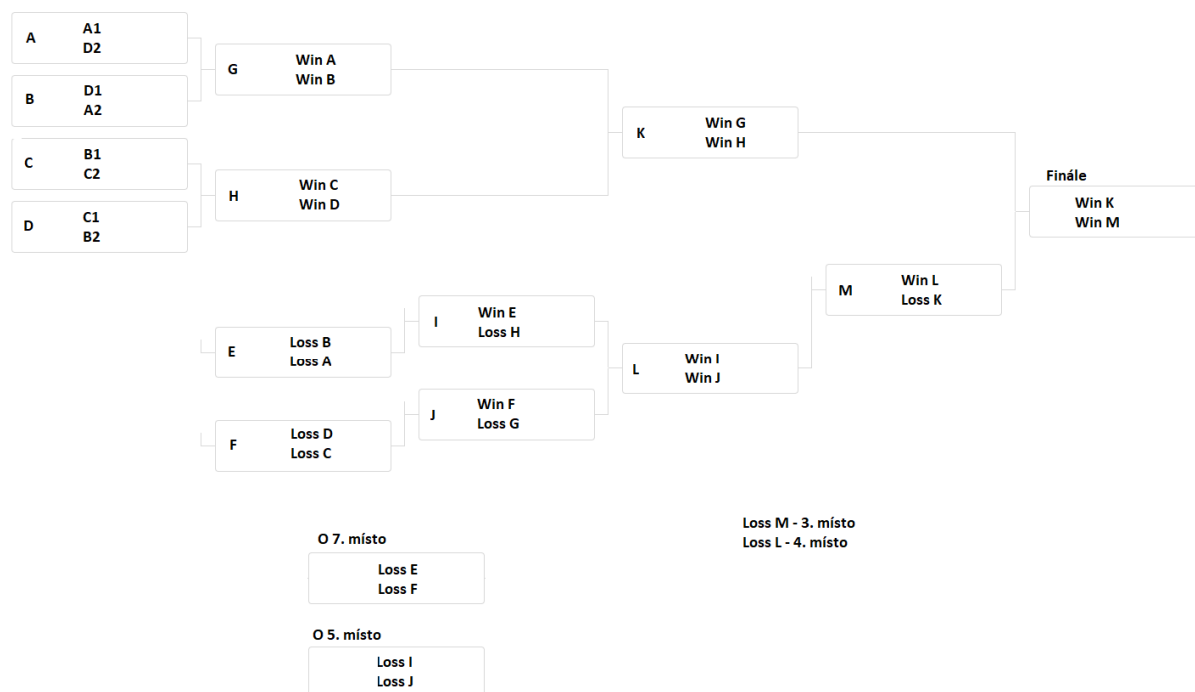 A
A1
D2
B
D1
A2
C
B1
C2
D
C1
B2
G
Win A
Win B
H
Win C
Win D
K
Win G
Win H
Finále
Win K
Win M
M
Win L
Loss K
E
Loss B
Loss A
I
Win E
Loss H
L
Win I
Win J
F
Loss D
Loss C
J
Win F
Loss G
Loss M - 3. místo
Loss L - 4. místo
O 7. místo
Loss E
Loss F
O 5. místo
Loss I
Loss J